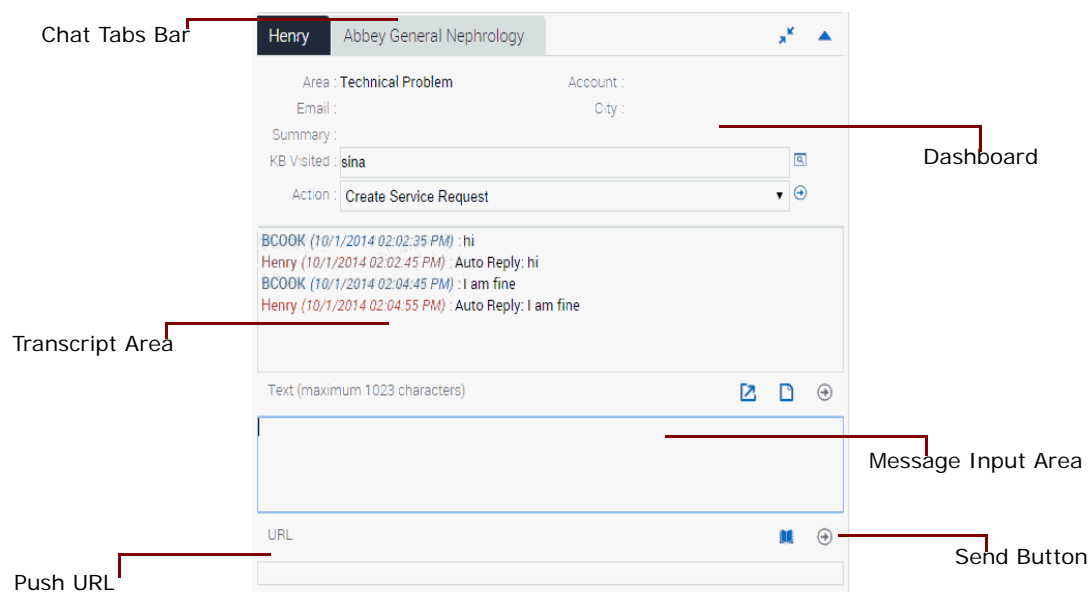 Chat Tabs Bar
Henry Abbey General Nephrology
Area : Technical Problem Account :
Email : City :
Summary :
Dashboard
KB Visited : sina
Action : Create Service Request
BCOOK (10/1/2014 02:02:35 PM) : hi
Henry (10/1/2014 02:02:45 PM) : Auto Reply: hi
BCOOK (10/1/2014 02:04:45 PM) : I am fine
Henry (10/1/2014 02:04:55 PM) : Auto Reply: I am fine
Transcript Area
Text (maximum 1023 characters)
Message Input Area
URL
Send Button
Push URL